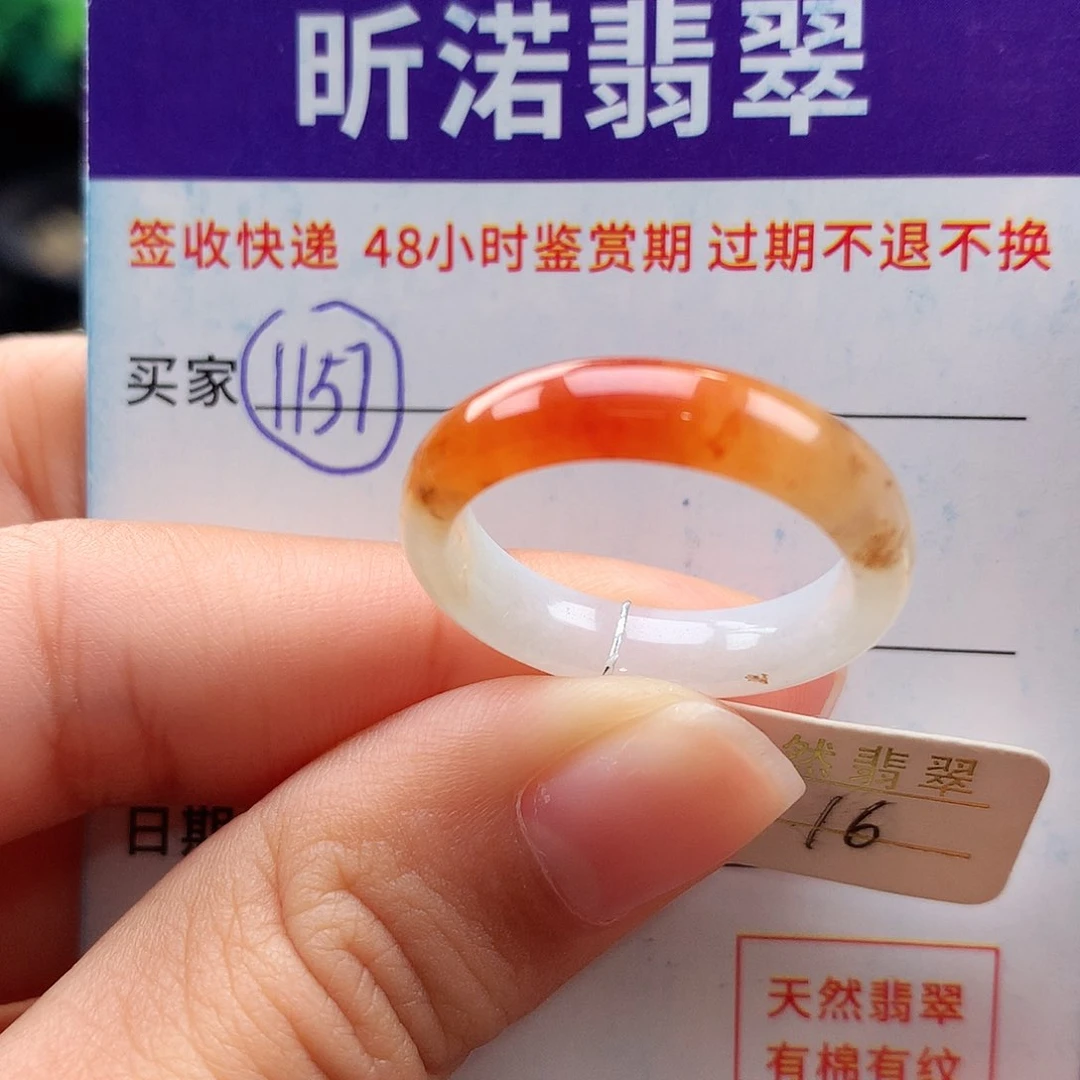 昕渃翡翠
签收快递 48小时鉴赏期 过期不退不换
买家 1157
然翡翠
16
日期
天然翡翠
有棉有纹